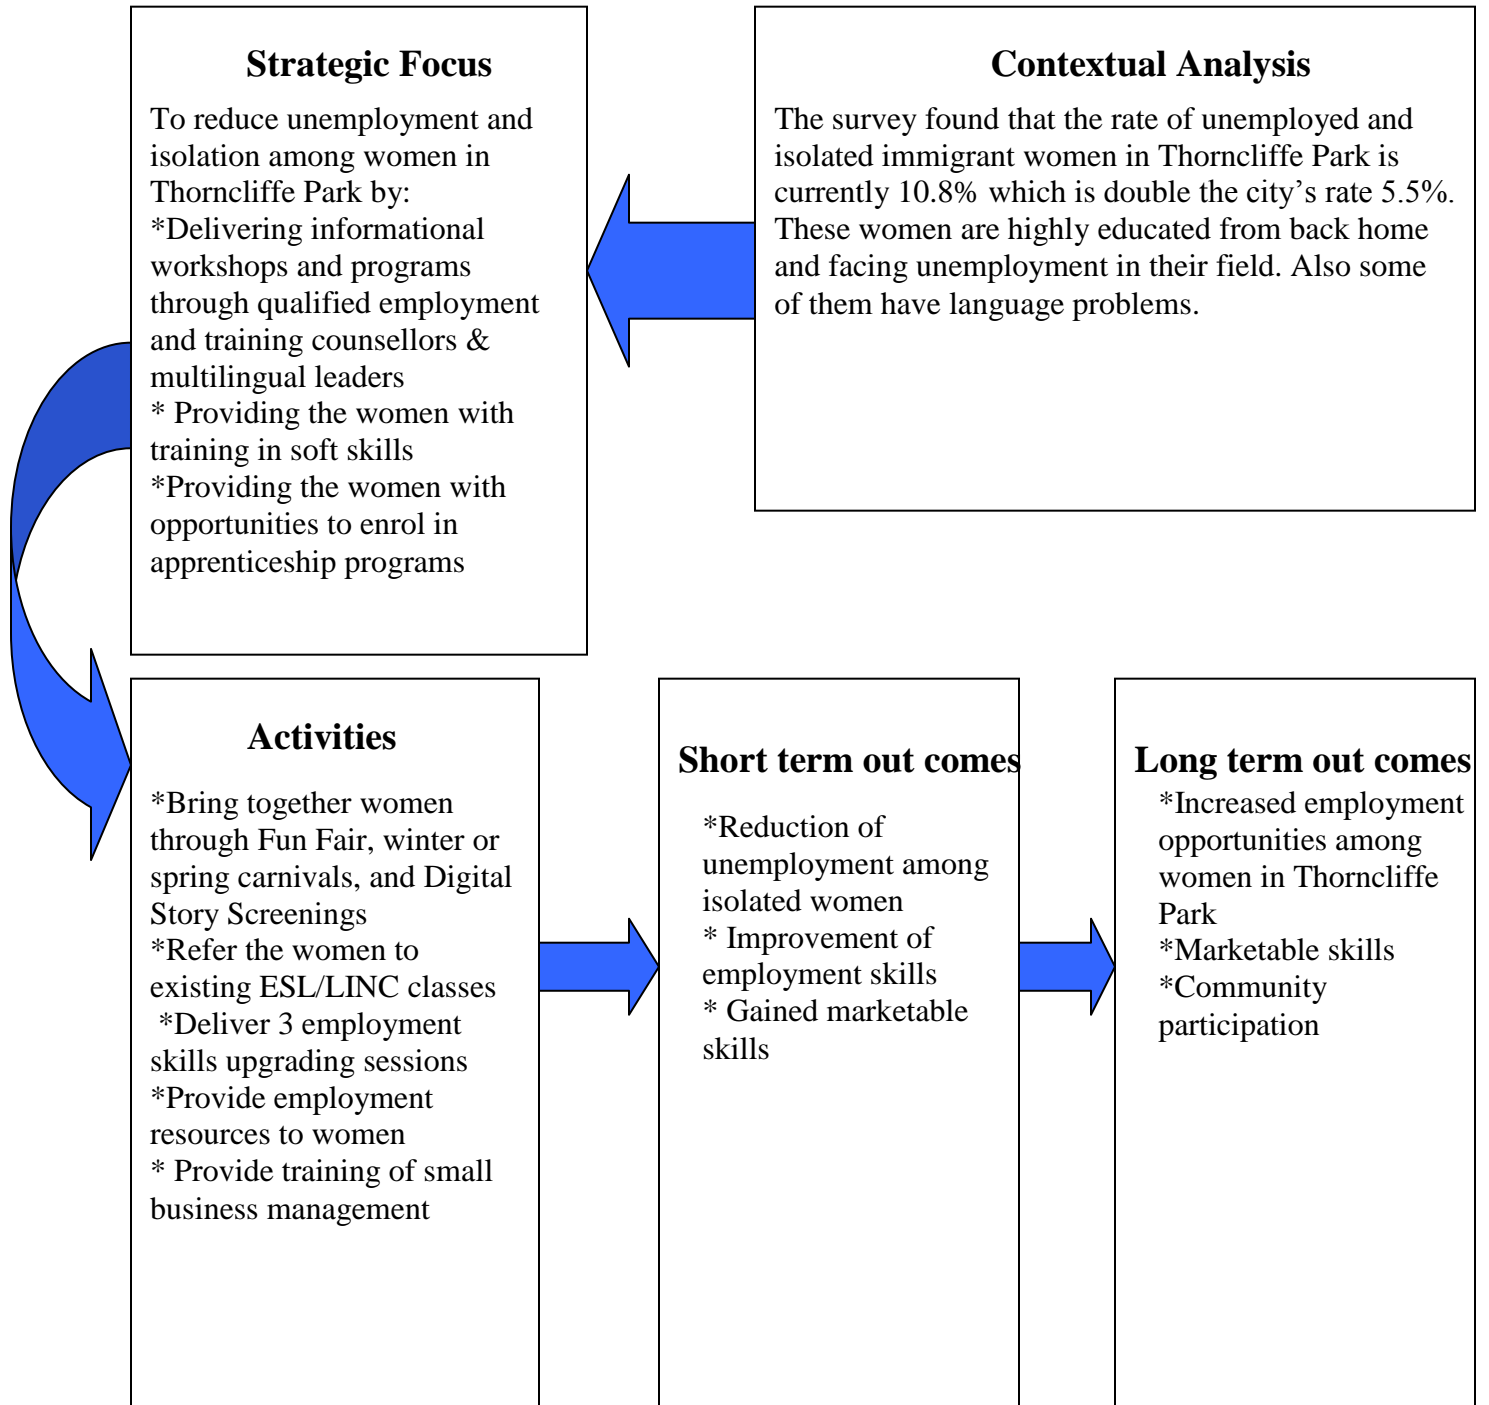 Strategic Focus
To reduce unemployment and
isolation among women in
Thorncliffe Park by:
*Delivering informational
workshops and programs
through qualified employment
and training counsellors &
multilingual leaders
* Providing the women with
training in soft skills
*Providing the women with
opportunities to enrol in
apprenticeship programs
Contextual Analysis
The survey found that the rate of unemployed and
isolated immigrant women in Thorncliffe Park is
currently 10.8% which is double the city’s rate 5.5%.
These women are highly educated from back home
and facing unemployment in their field. Also some
of them have language problems.
Activities
*Bring together women
through Fun Fair, winter or
spring carnivals, and Digital
Story Screenings
*Refer the women to
existing ESL/LINC classes
*Deliver 3 employment
skills upgrading sessions
*Provide employment
resources to women
* Provide training of small
business management
Short term out comes
*Reduction of
unemployment among
isolated women
* Improvement of
employment skills
* Gained marketable
skills
Long term out comes
*Increased employment
opportunities among
women in Thorncliffe
Park
*Marketable skills
*Community
participation